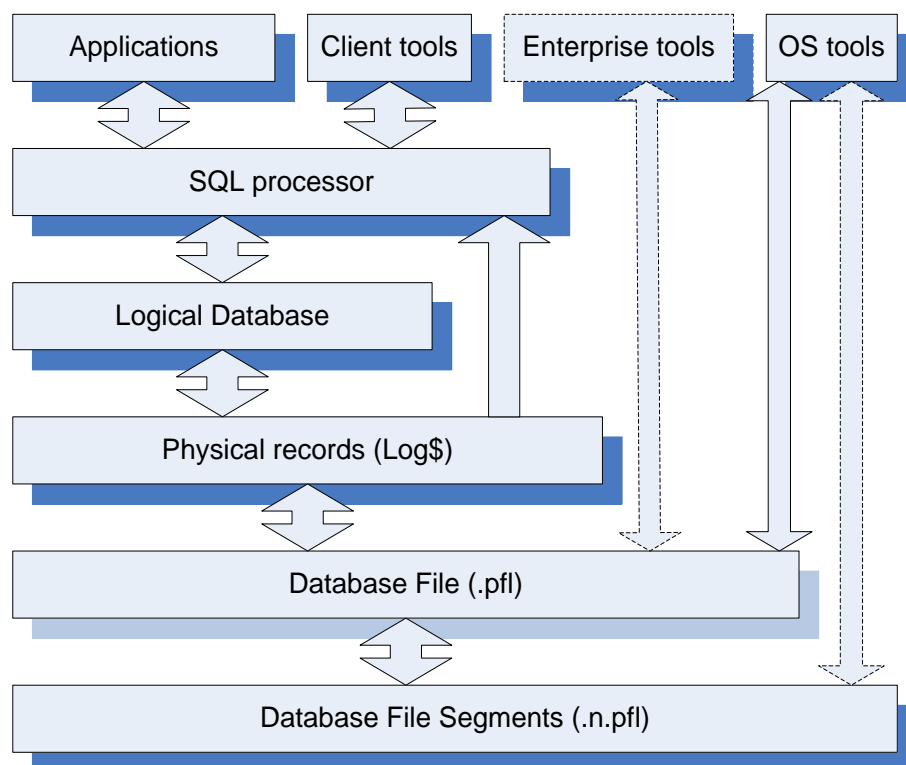 Applications
Client tools
Enterprise tools
OS tools
SQL processor
Logical Database
Physical records (Log$)
Database File (.pfl)
Database File Segments (.n.pfl)